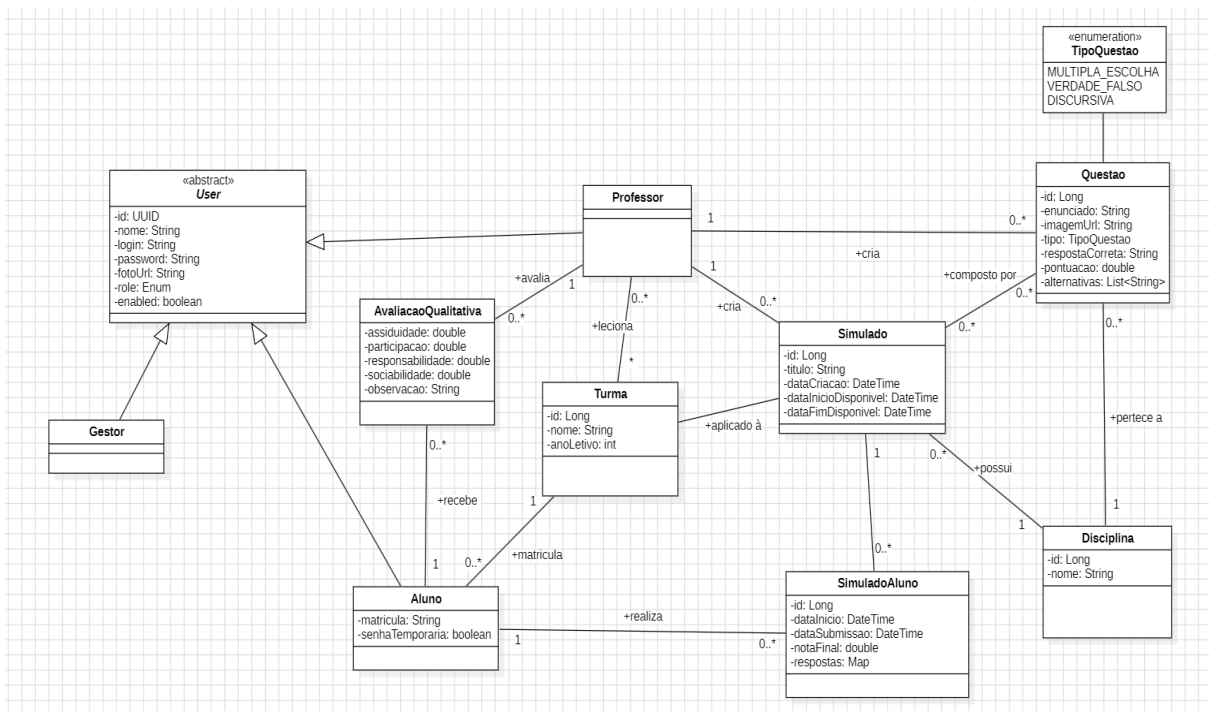 «enumeration»
TipoQuestao
MULTIPLA_ESCOLHA
VERDADE_FALSO
DISCURSIVA
«abstract»
User
-id: UUID
-nome: String
-login: String
-password: String
-fotoUrl: String
-role: Enum
-enabled: boolean
Professor
Questao
-id: Long
-enunciado: String
-imagemUrl: String
-tipo: TipoQuestao
-respostaCorreta: String
-pontuacao: double
-alternativas: List<String>
1
0..*
+cria
+avalia
1
0..*
0..*
+leciona
*
1
+cria
0..*
+composto por
0..*
0..*
AvaliacaoQualitativa
-assiduidade: double
-participacao: double
-responsabilidade: double
-sociabilidade: double
-observacao: String
Simulado
-id: Long
-titulo: String
-dataCriacao: DateTime
-dataInicioDisponivel: DateTime
-dataFimDisponivel: DateTime
Turma
-id: Long
-nome: String
-anoLetivo: int
+aplicado à
Gestor
0..*
+recebe
1
1
+matricula
0..*
1
0..*
0..*
+possui
1
0..*
+pertece a
1
Disciplina
-id: Long
-nome: String
Aluno
-matricula: String
-senhaTemporaria: boolean
+realiza
1
0..*
SimuladoAluno
-id: Long
-dataInicio: DateTime
-dataSubmissao: DateTime
-notaFinal: double
-respostas: Map